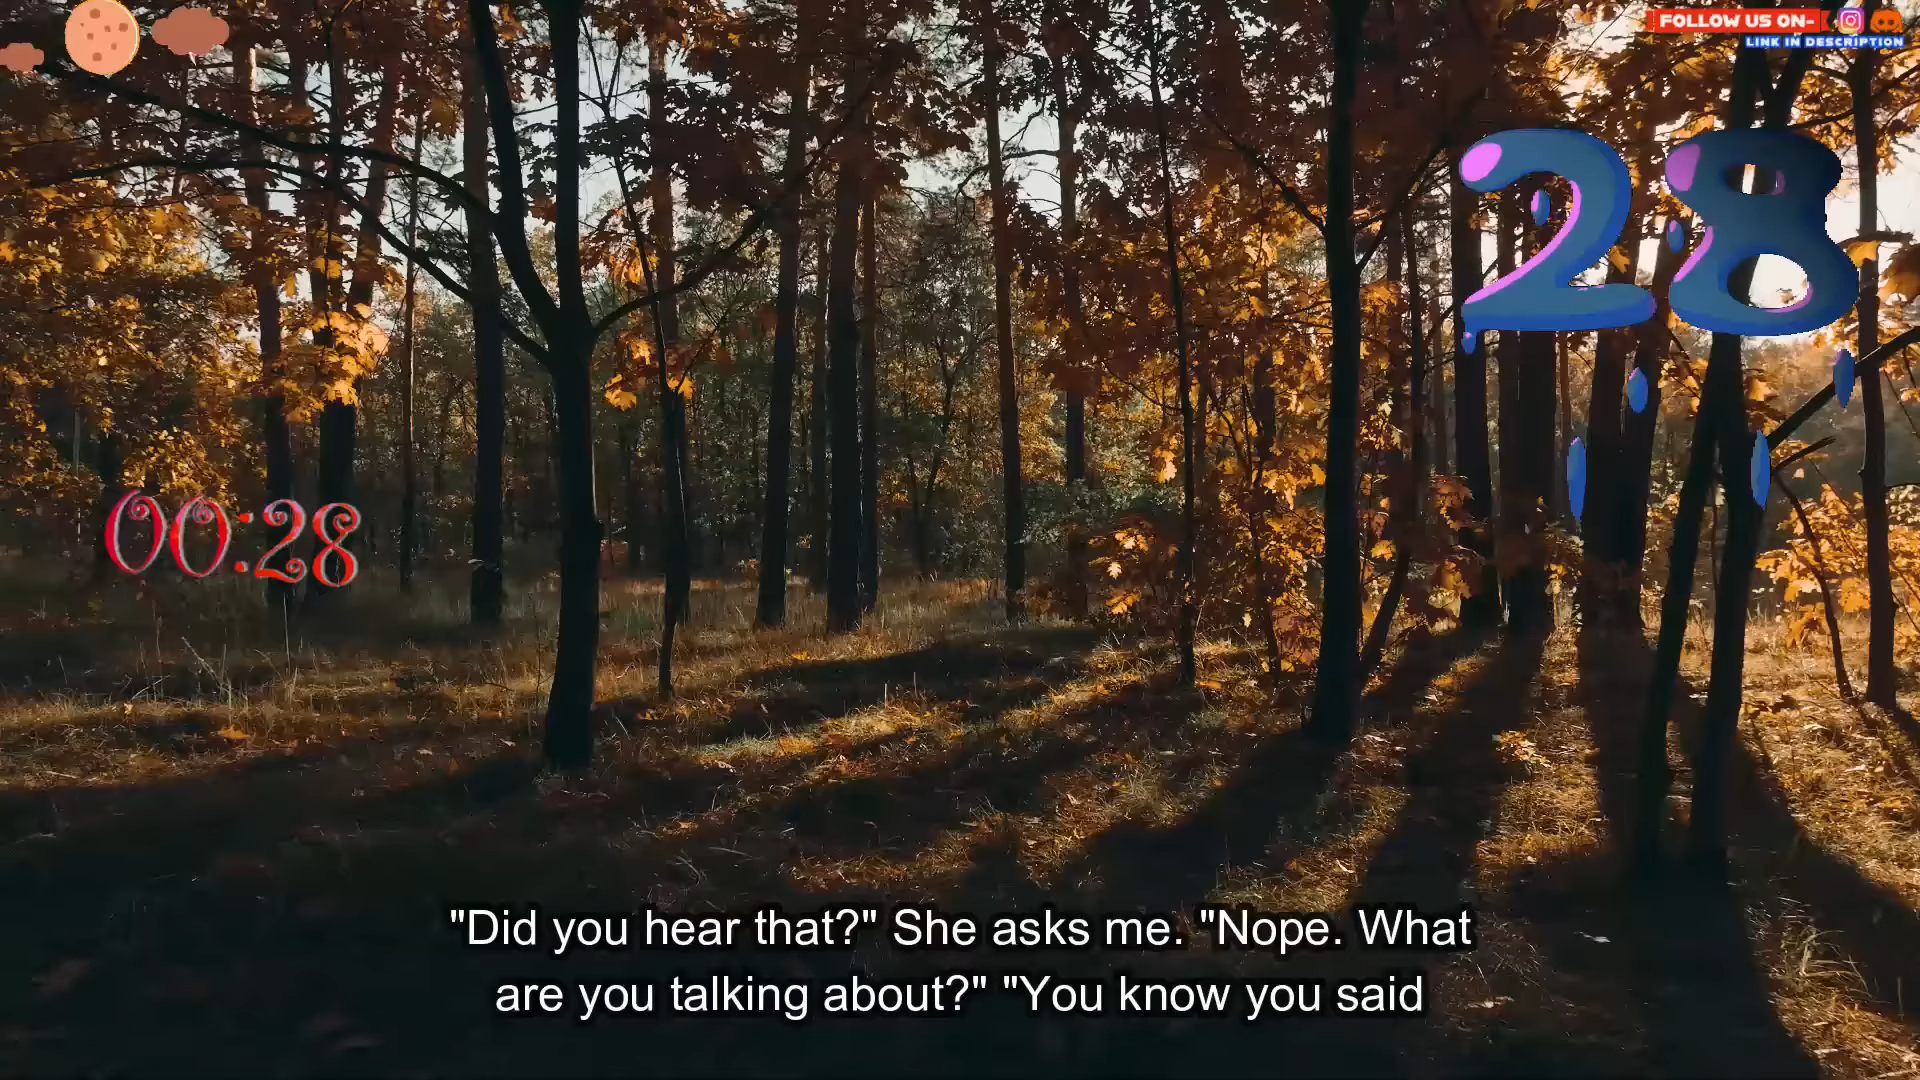 FOLLOW US ON-
LINK IN DESCRIPTION
28
00:28
"Did you hear that?" She asks me. "Nope. What
are you talking about?" "You know you said